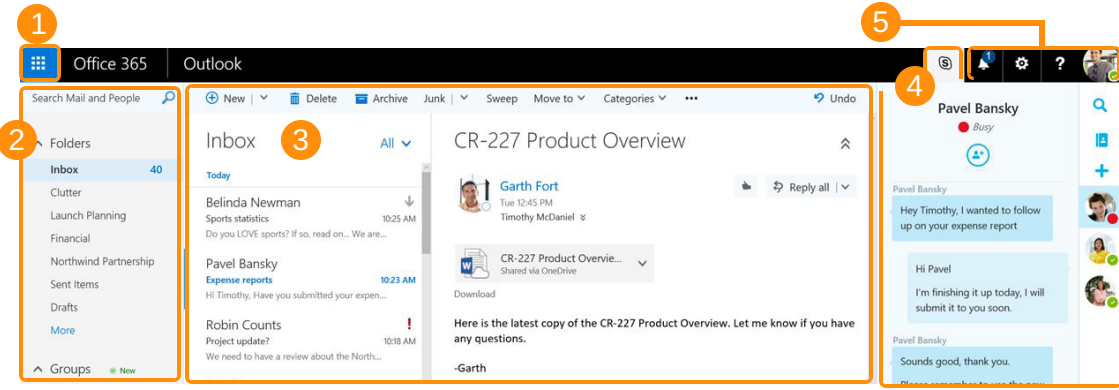 1
5
Office 365
Outlook
1
?
4
Search Mail and People
2
Folders
Inbox 40
Clutter
Launch Planning
Financial
Northwind Partnership
Sent Items
Drafts
More
Groups New
New
Delete
Archive
Junk
Sweep
Move to
Categories
•••
Undo
Inbox
3
All
Today
Belinda Newman
Sports statistics 10:25 AM
Do you LOVE sports? If so, read on... We are...
Pavel Bansky
Expense reports 10:23 AM
Hi Timothy, Have you submitted your expen...
Robin Counts !
Project update? 10:18 AM
We need to have a review about the North...
CR-227 Product Overview
Garth Fort
Tue 12:45 PM
Timothy McDaniel
Reply all
CR-227 Product Overvie...
Shared via OneDrive
Download
Here is the latest copy of the CR-227 Product Overview. Let me know if you have
any questions.
-Garth
Pavel Bansky
Busy
Pavel Bansky
Hey Timothy, I wanted to follow
up on your expense report
Hi Pavel
I'm finishing it up today, I will
submit it to you soon.
Pavel Bansky
Sounds good, thank you.
Please remember to use the new